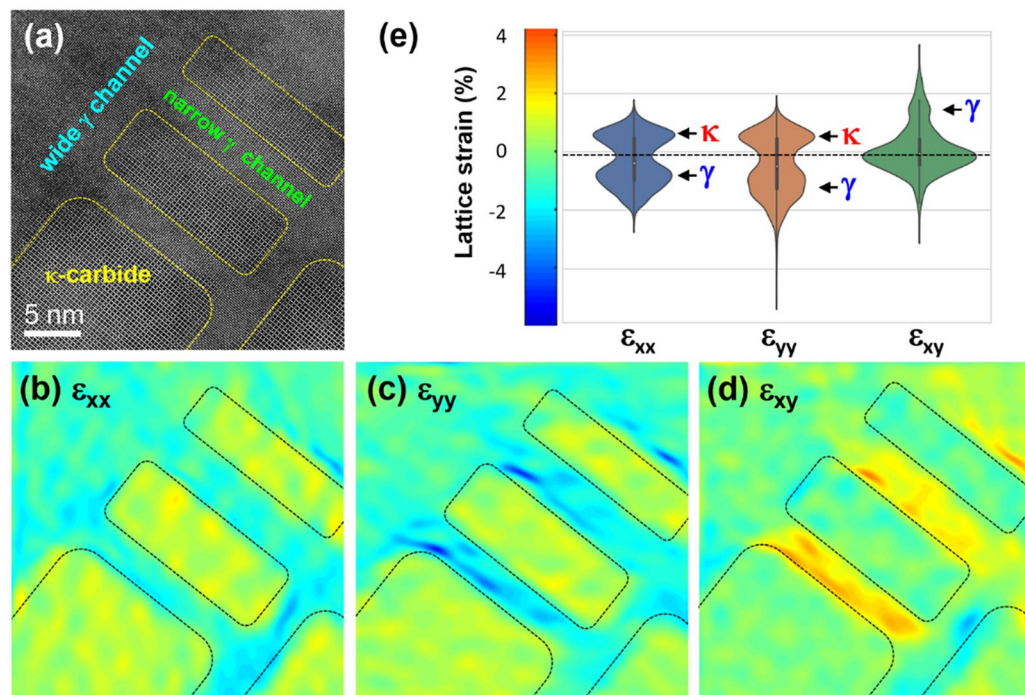 (a)
wide γ channel
narrow γ channel
κ-carbide
5 nm
(e)
Lattice strain (%)
4
2
0
-2
-4
κ
γ
κ
γ
γ
εxx
εyy
εxy
(b) εxx
(c) εyy
(d) εxy